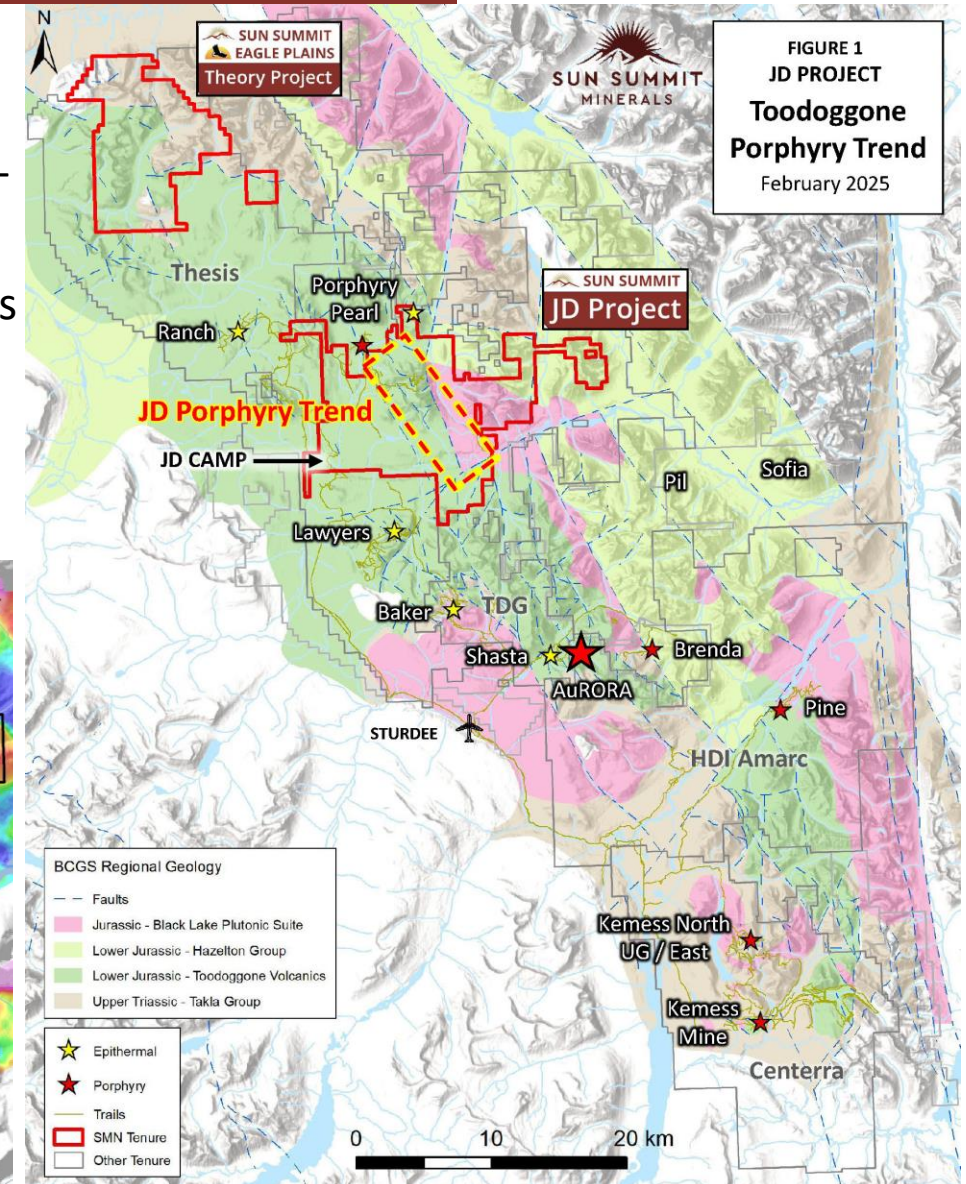 N
SUN SUMMIT
EAGLE PLAINS
Theory Project
SUN SUMMIT
MINERALS
FIGURE 1
JD PROJECT
Toodoggone
Porphyry Trend
February 2025
s
Thesis
Porphyry
Pearl
SUN SUMMIT
JD Project
Ranch
JD Porphyry Trend
JD CAMP
Sofia
Pil
Lawyers
Baker
TDG
Shasta
Brenda
AuRORA
Pine
STURDEE
HDI Amarc
BCGS Regional Geology
Faults
Jurassic - Black Lake Plutonic Suite
Lower Jurassic - Hazelton Group
Lower Jurassic - Toodoggone Volcanics
Upper Triassic - Takla Group
Kemess North
UG / East
Kemess
Mine
Centerra
Epithermal
Porphyry
Trails
SMN Tenure
Other Tenure
0 10 20 km